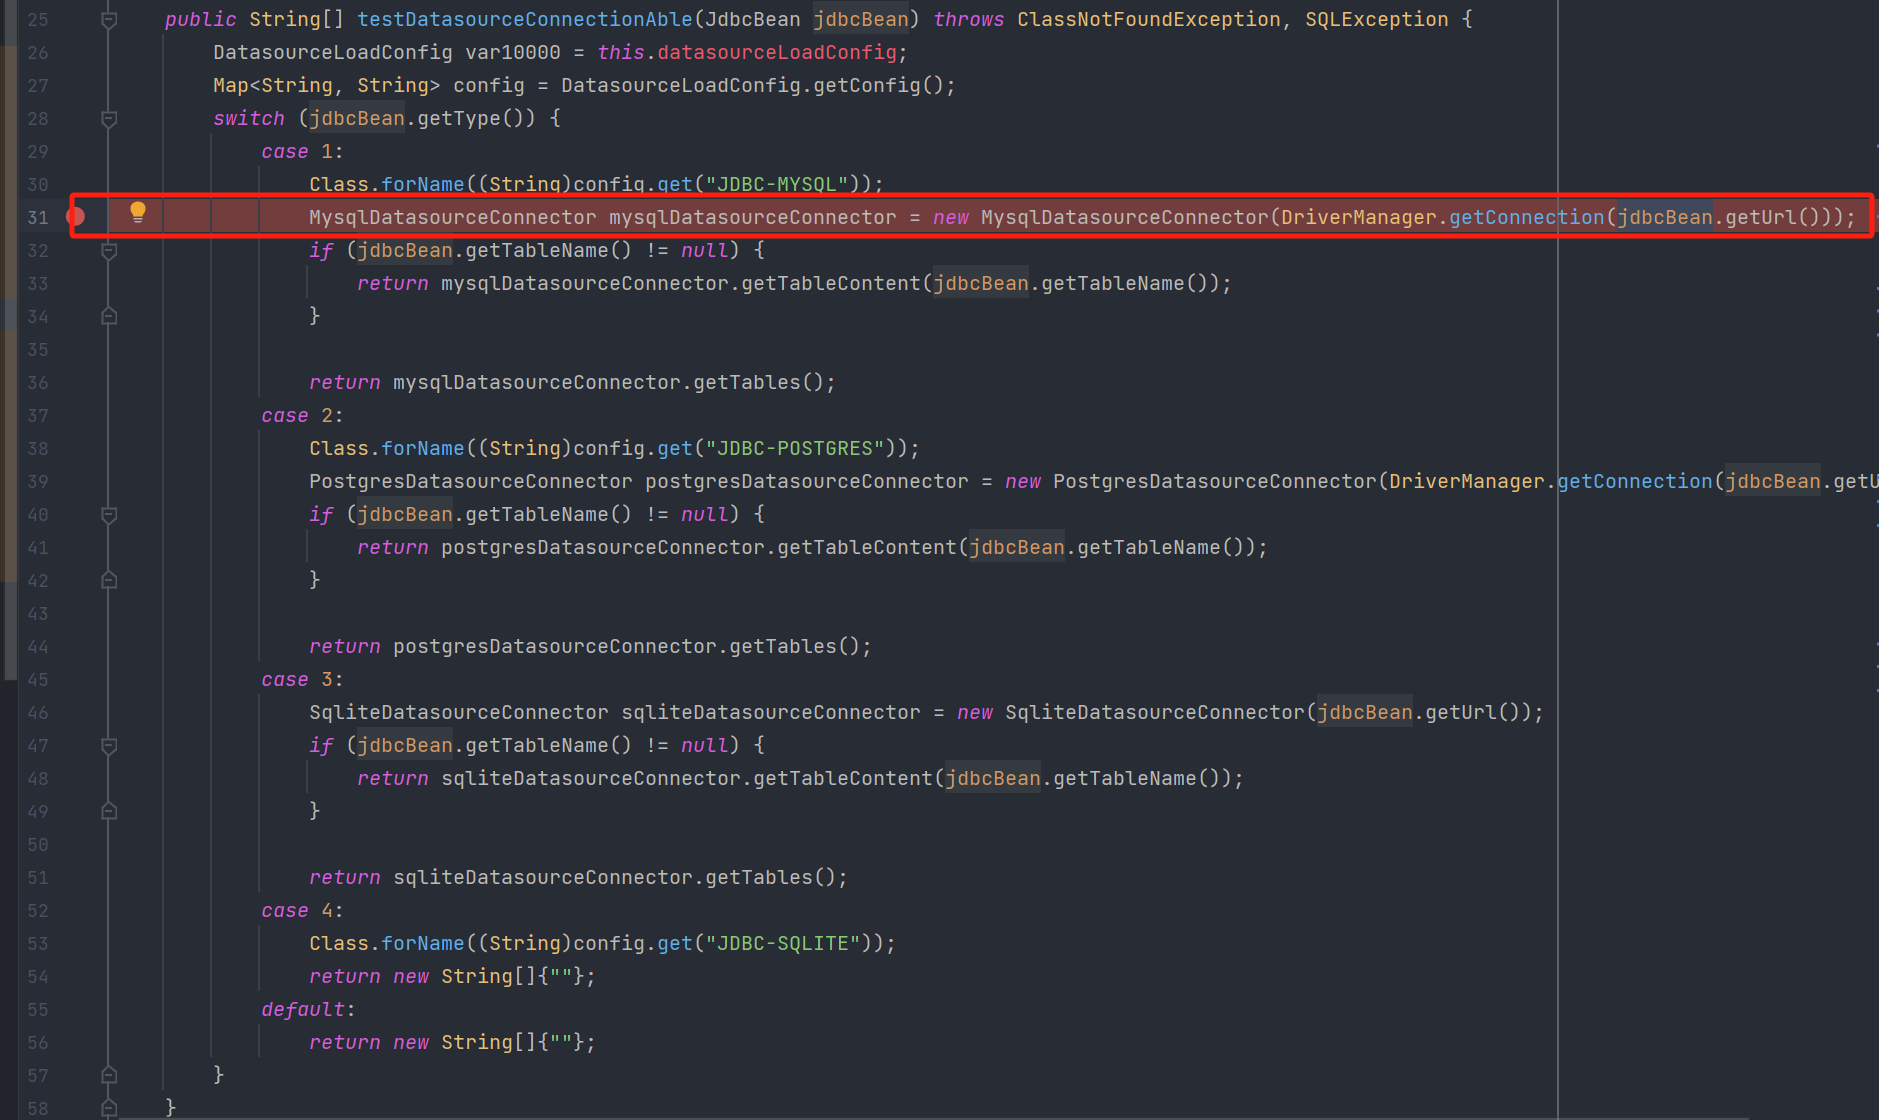 25 public String[] testDatasourceConnectionAble(JdbcBean jdbcBean) throws ClassNotFoundException, SQLException {
26 DatasourceLoadConfig var10000 = this.datasourceLoadConfig;
27 Map<String, String> config = DatasourceLoadConfig.getConfig();
28 switch (jdbcBean.getType()) {
29 case 1:
30 Class.forName((String)config.get("JDBC-MYSQL"));
31 MysqlDatasourceConnector mysqlDatasourceConnector = new MysqlDatasourceConnector(DriverManager.getConnection(jdbcBean.getUrl()));
32 if (jdbcBean.getTableName() != null) {
33 return mysqlDatasourceConnector.getTableContent(jdbcBean.getTableName());
34 }
35
36 return mysqlDatasourceConnector.getTables();
37 case 2:
38 Class.forName((String)config.get("JDBC-POSTGRES"));
39 PostgresDatasourceConnector postgresDatasourceConnector = new PostgresDatasourceConnector(DriverManager.getConnection(jdbcBean.getU
40 if (jdbcBean.getTableName() != null) {
41 return postgresDatasourceConnector.getTableContent(jdbcBean.getTableName());
42 }
43
44 return postgresDatasourceConnector.getTables();
45 case 3:
46 SqliteDatasourceConnector sqliteDatasourceConnector = new SqliteDatasourceConnector(jdbcBean.getUrl());
47 if (jdbcBean.getTableName() != null) {
48 return sqliteDatasourceConnector.getTableContent(jdbcBean.getTableName());
49 }
50
51 return sqliteDatasourceConnector.getTables();
52 case 4:
53 Class.forName((String)config.get("JDBC-SQLITE"));
54 return new String[]{""};
55 default:
56 return new String[]{""};
57 }
58 }